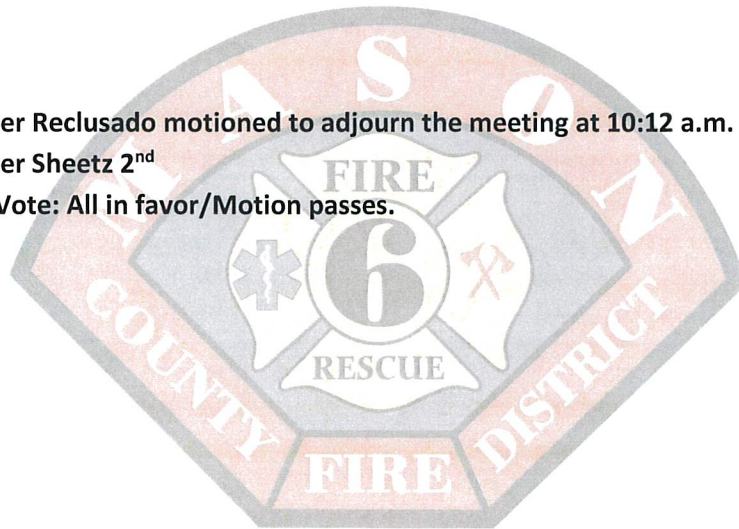 er Reclusado motioned to adjourn the meeting at 10:12 a.m.
er Sheetz 2nd
Vote: All in favor/Motion passes.
MASON
COUNTY FIRE DISTRICT
FIRE
6
RESCUE